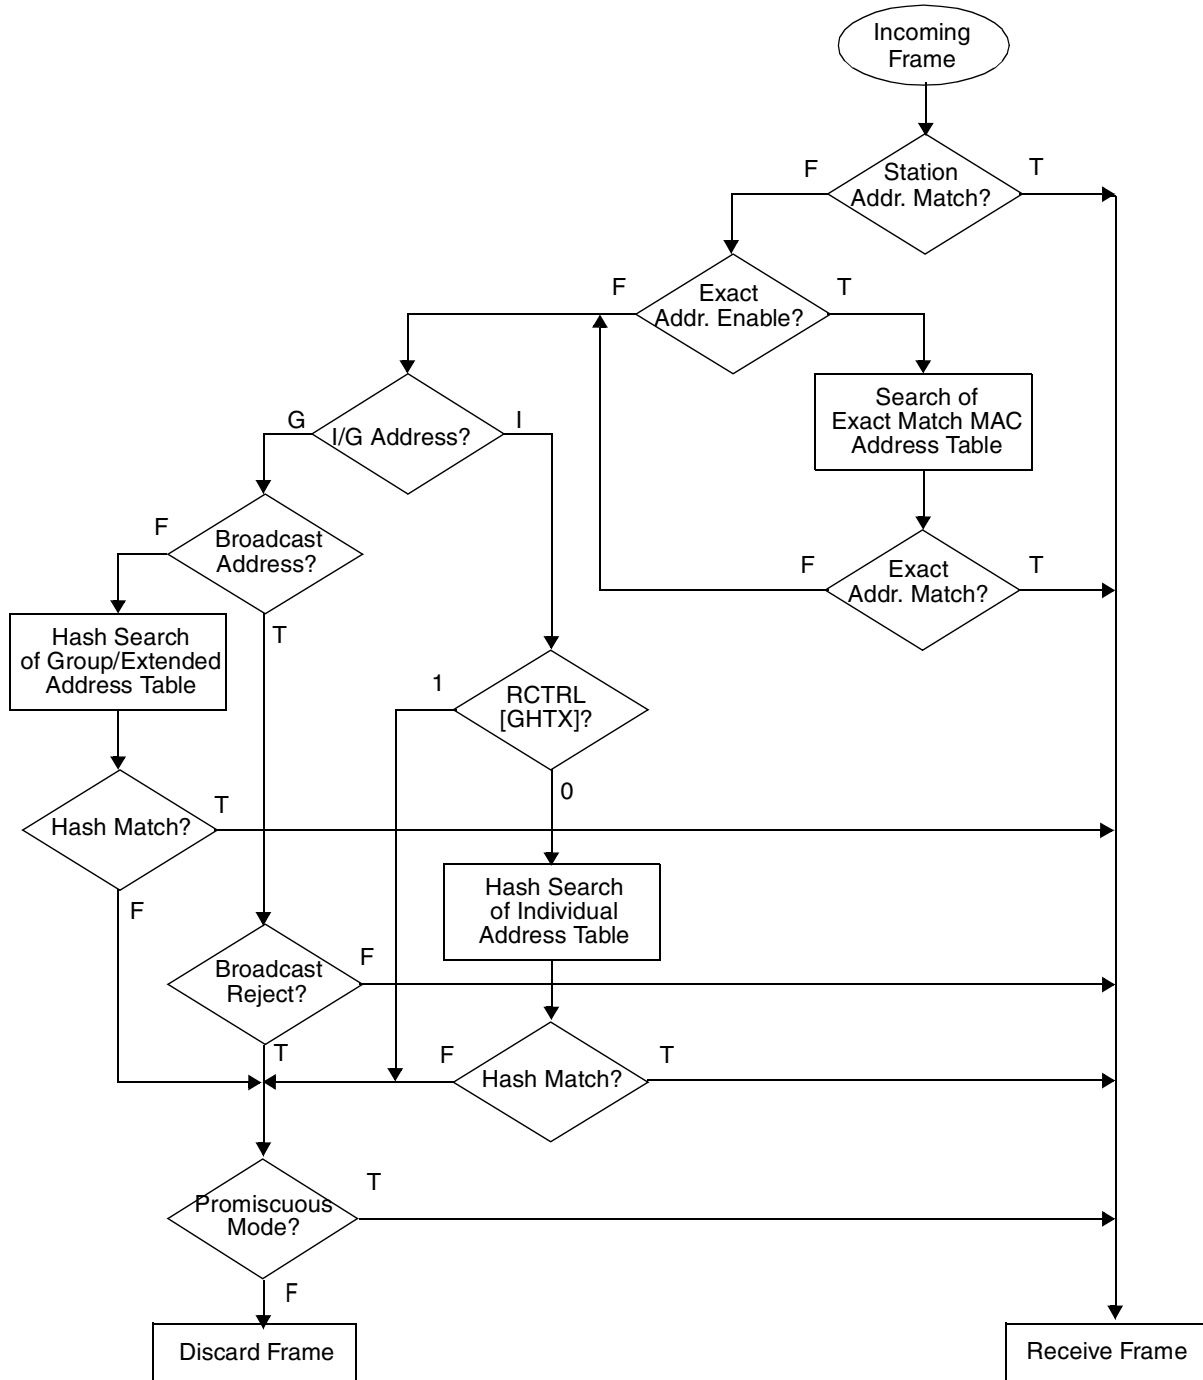 Incoming
Frame
F
Station
Addr. Match?
T
F
Exact
Addr. Enable?
T
Search of
Exact Match MAC
Address Table
G
I/G Address?
I
F
Broadcast
Address?
T
F
Exact
Addr. Match?
T
Hash Search
of Group/Extended
Address Table
1
RCTRL
[GHTX]?
0
Hash Match?
T
F
Hash Search
of Individual
Address Table
Broadcast
Reject?
F
T
F
Hash Match?
T
Promiscuous
Mode?
T
F
Discard Frame
Receive Frame